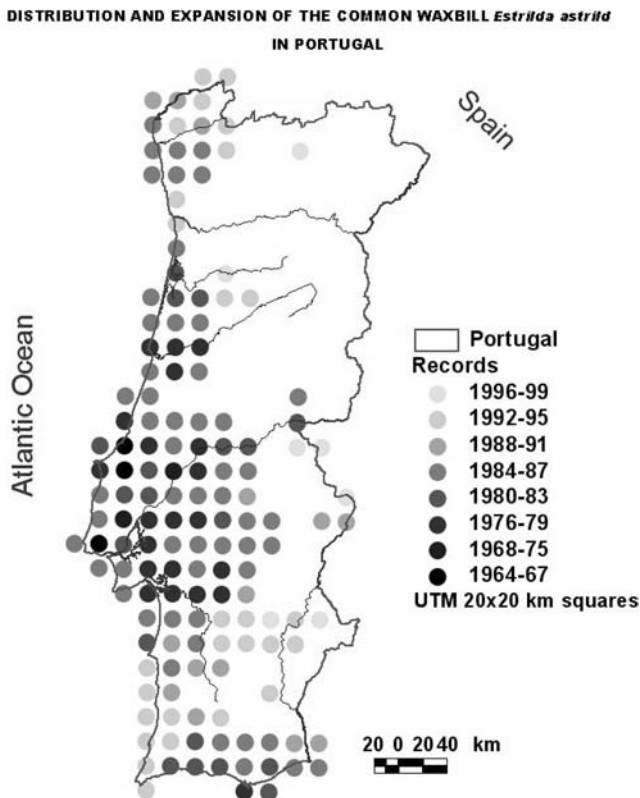 DISTRIBUTION AND EXPANSION OF THE COMMON WAXBILL Estrilda astrild
IN PORTUGAL
Spain
Atlantic Ocean
Portugal
Records
1996-99
1992-95
1988-91
1984-87
1980-83
1976-79
1968-75
1964-67
UTM 20x20 km squares
20 0 20 40 km